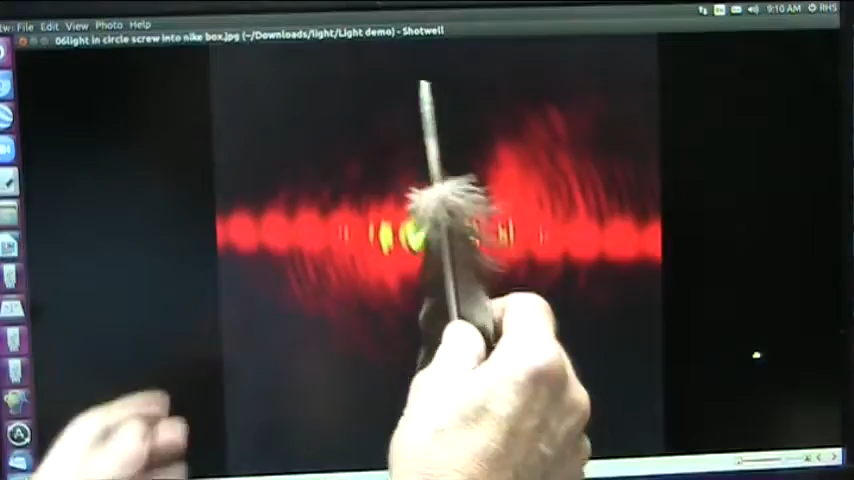 File Edit View Photo Help
9:10 AM RHS
06light in circle screw into nike box.jpg (~/Downloads/light/Light demo) - Shotwell